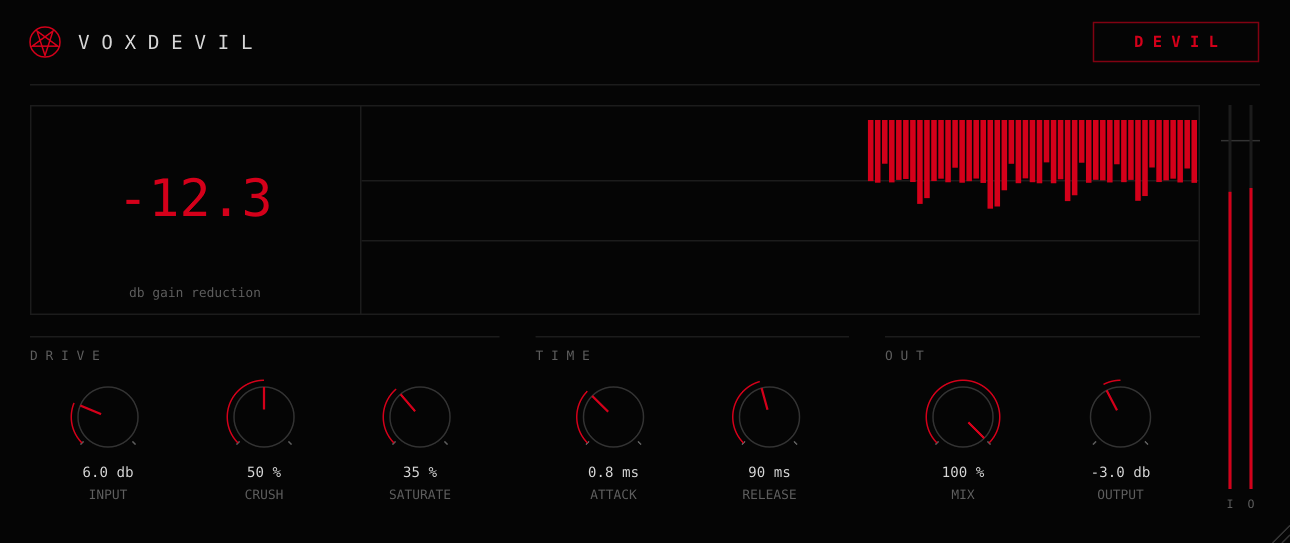 VOXDEVIL
DEVIL
-12.3
db gain reduction
DRIVE
TIME
OUT
6.0 db
50 %
35 %
0.8 ms
90 ms
100 %
-3.0 db
INPUT
CRUSH
SATURATE
ATTACK
RELEASE
MIX
OUTPUT
I O